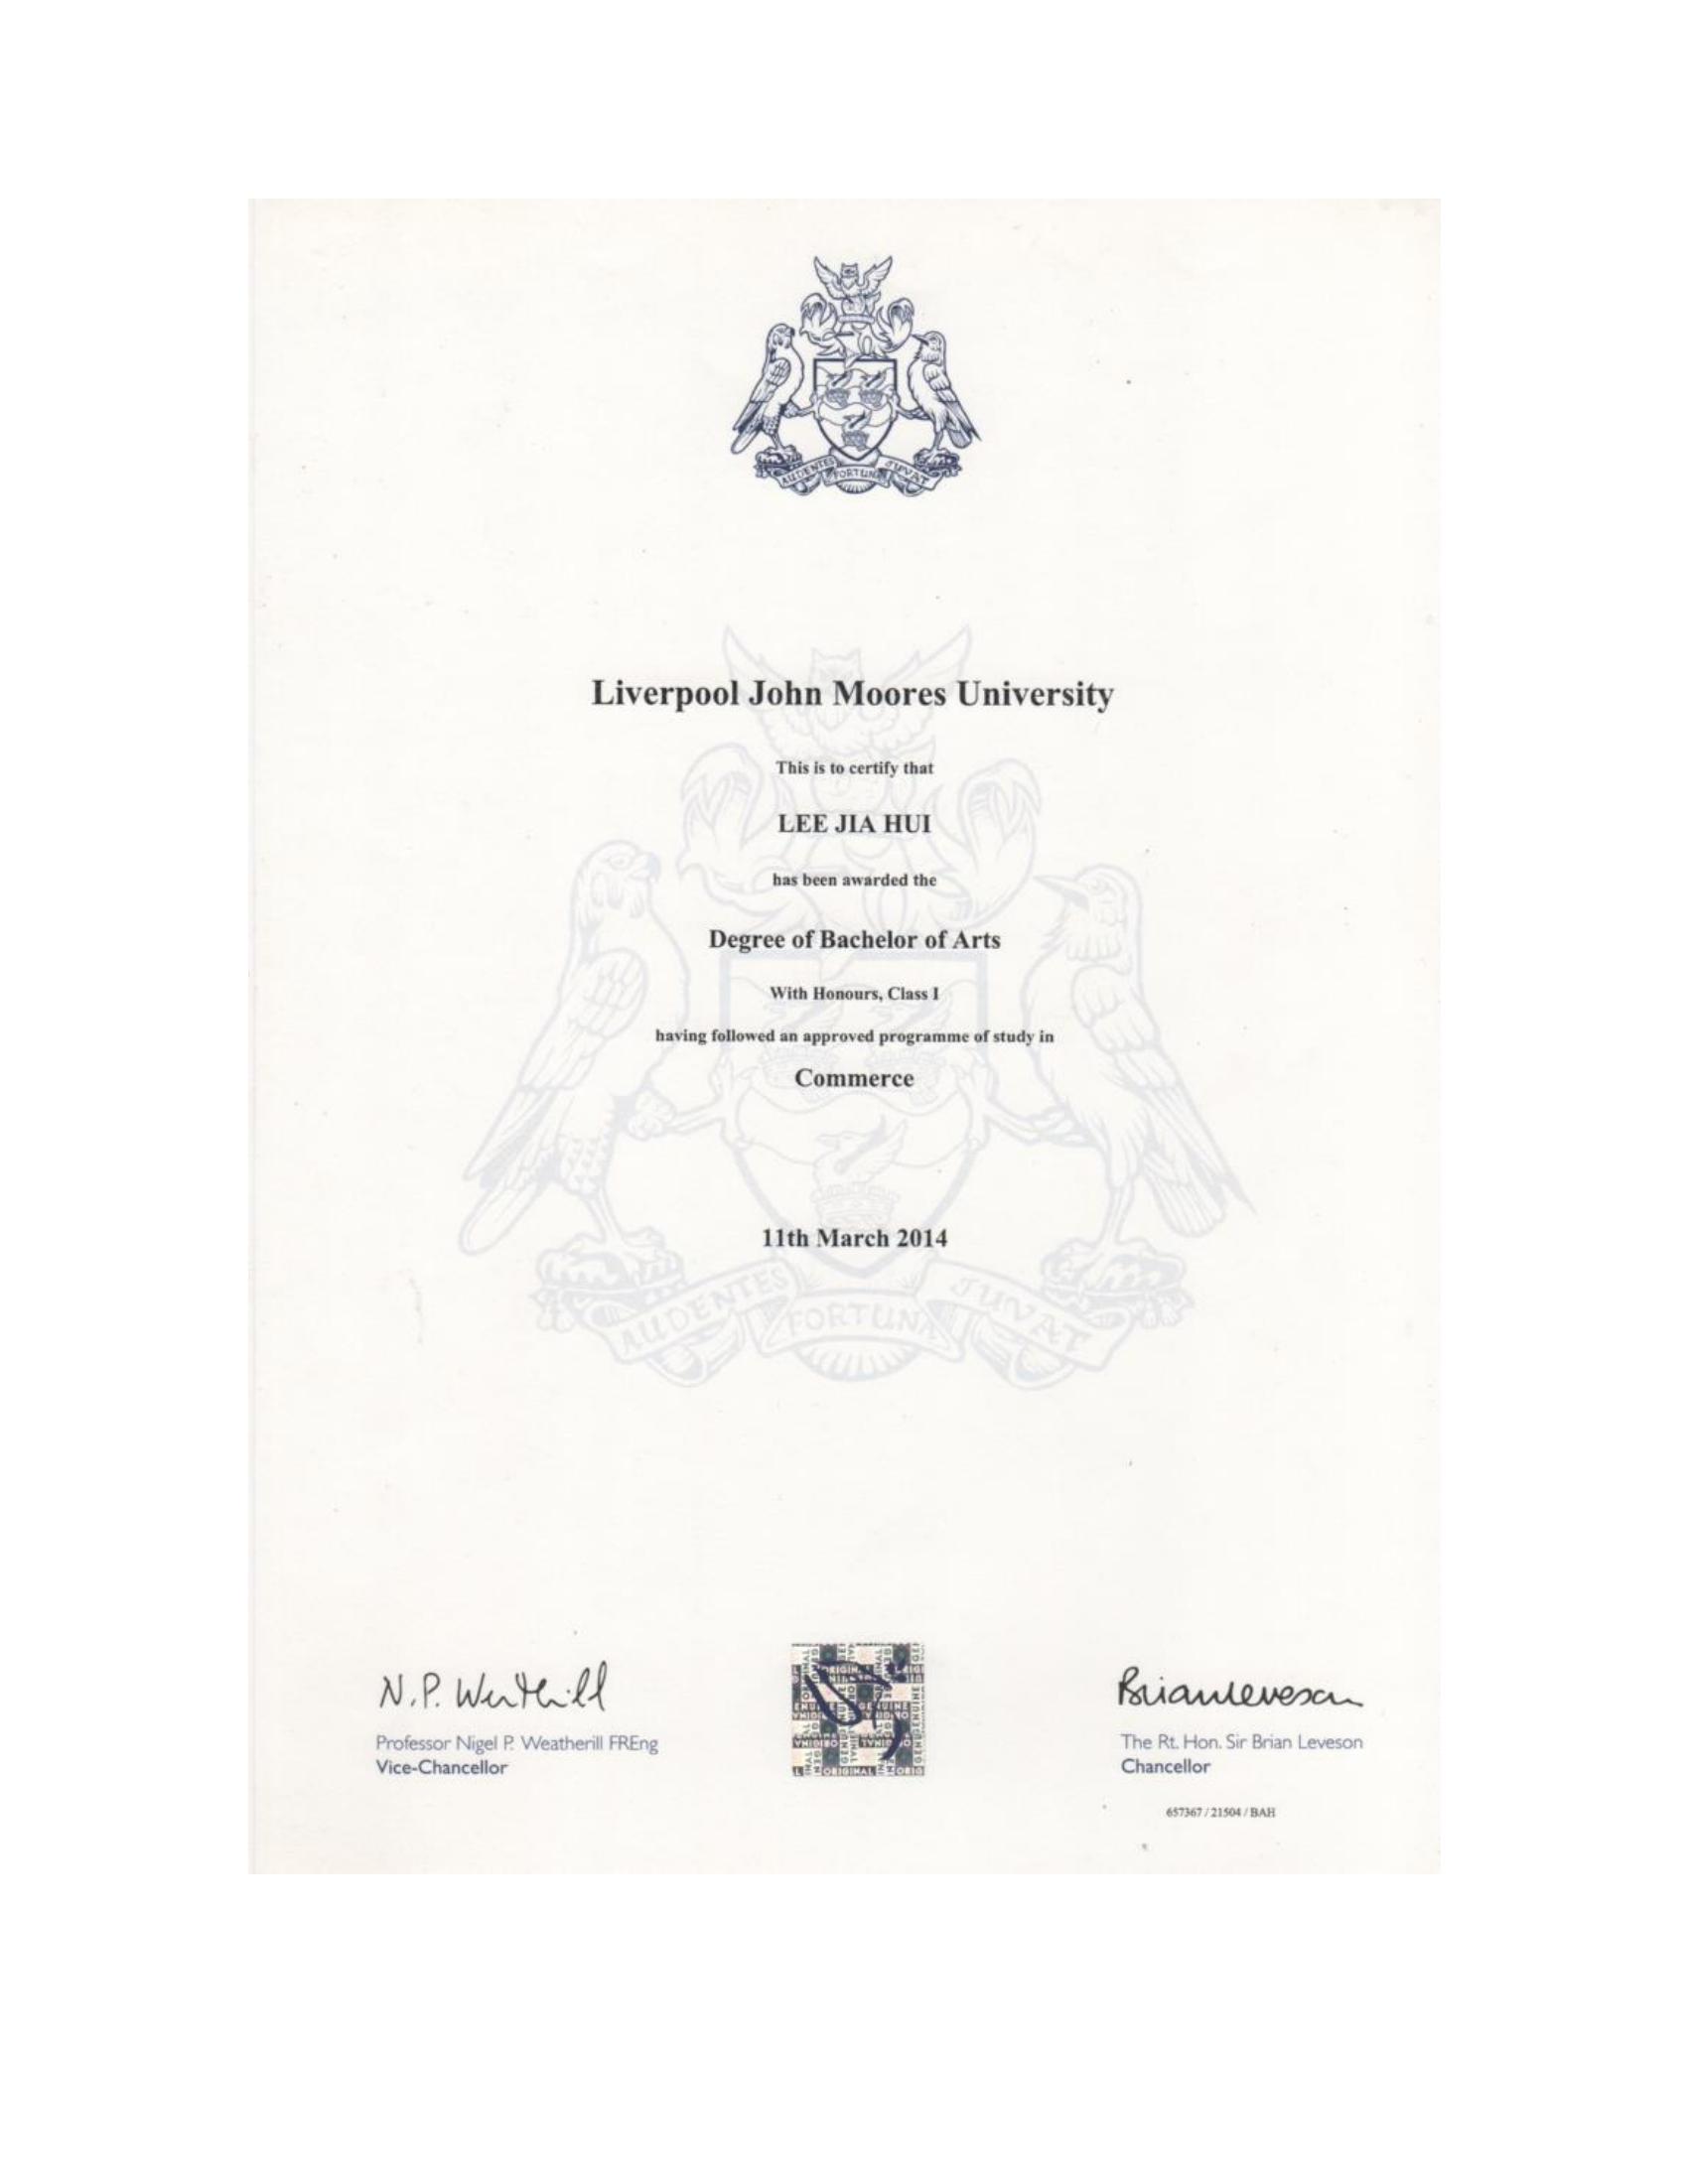 AUDENTES FORTUNA JUVAT
Liverpool John Moores University
This is to certify that
LEE JIA HUI
has been awarded the
Degree of Bachelor of Arts
With Honours, Class I
having followed an approved programme of study in
Commerce
11th March 2014
AUDENTES FORTUNA JUVAT
N.P. Weatherill
Professor Nigel P. Weatherill FREng
Vice-Chancellor
ORIGINAL
GENUINE
Brian Leveson
The Rt. Hon. Sir Brian Leveson
Chancellor
657367 / 21504 / BAH